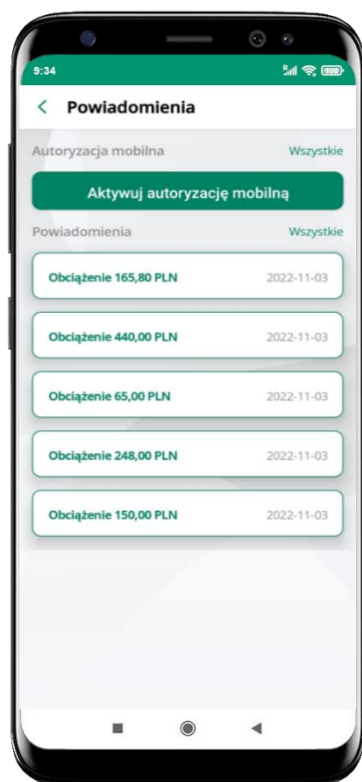 9:34
100
Powiadomienia
Autoryzacja mobilna Wszystkie
Aktywuj autoryzację mobilną
Powiadomienia Wszystkie
Obciążenie 165,80 PLN 2022-11-03
Obciążenie 440,00 PLN 2022-11-03
Obciążenie 65,00 PLN 2022-11-03
Obciążenie 248,00 PLN 2022-11-03
Obciążenie 150,00 PLN 2022-11-03